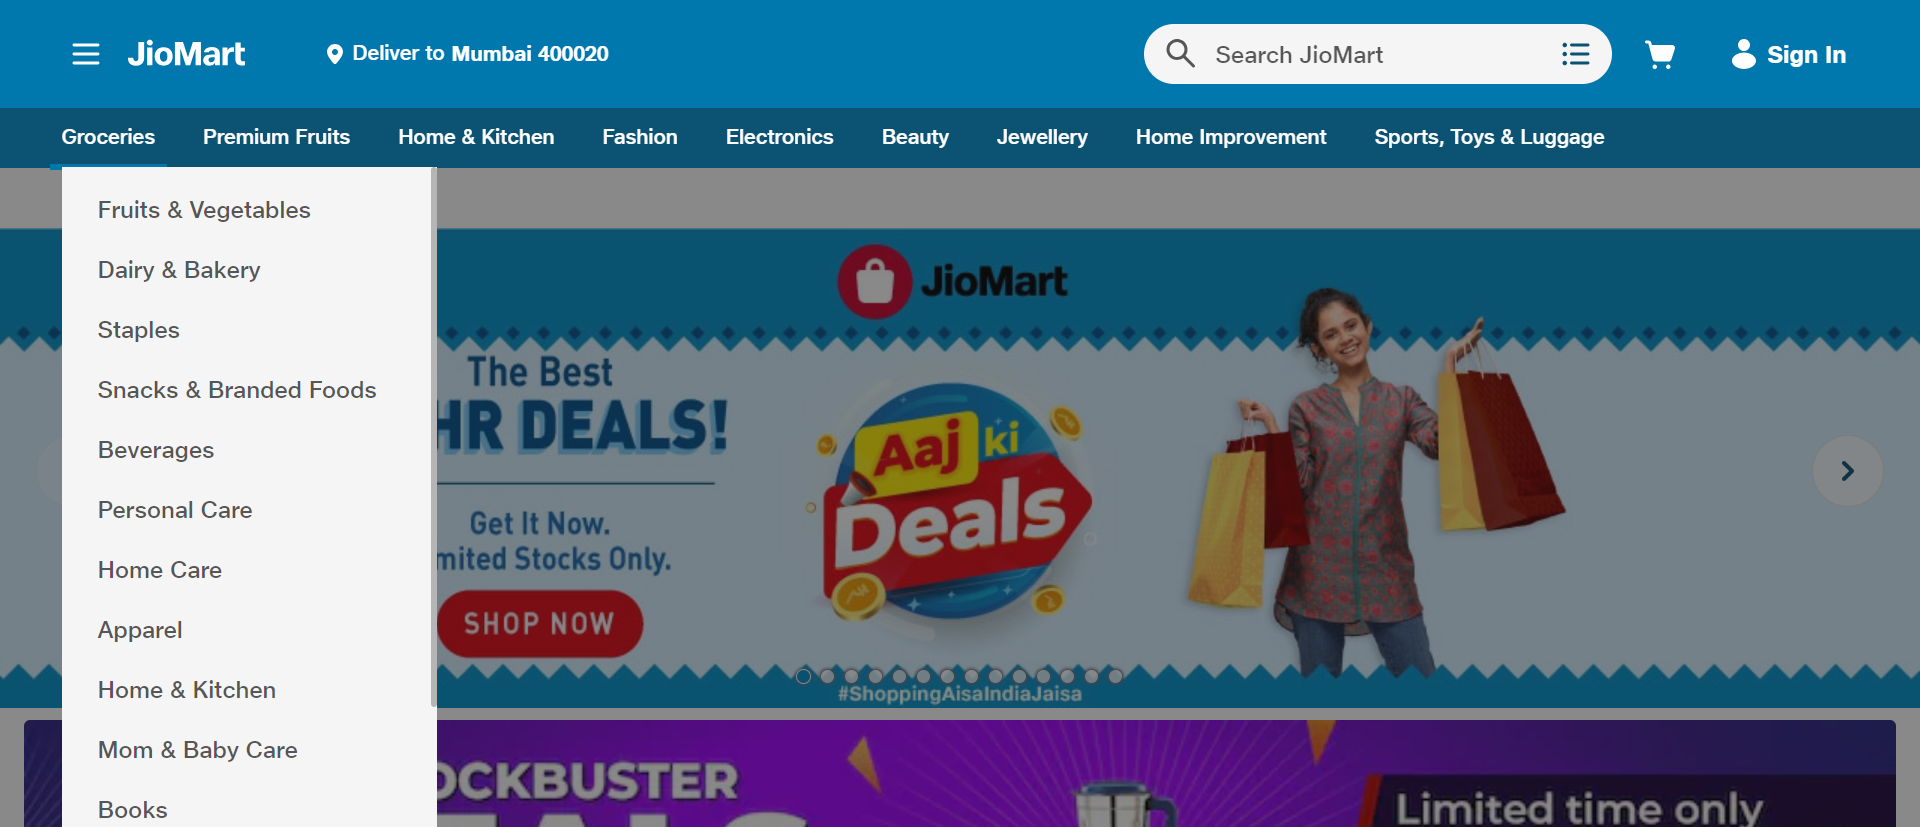 JioMart
Deliver to Mumbai 400020
Search JioMart
Sign In
Groceries
Premium Fruits
Home & Kitchen
Fashion
Electronics
Beauty
Jewellery
Home Improvement
Sports, Toys & Luggage
Fruits & Vegetables
Dairy & Bakery
Staples
Snacks & Branded Foods
Beverages
Personal Care
Home Care
Apparel
Home & Kitchen
Mom & Baby Care
Books
JioMart
The Best
HR DEALS!
Get It Now.
mited Stocks Only.
SHOP NOW
Aaj ki
Deals
#ShoppingAisaIndiaJaisa
OCKBUSTER
Limited time only